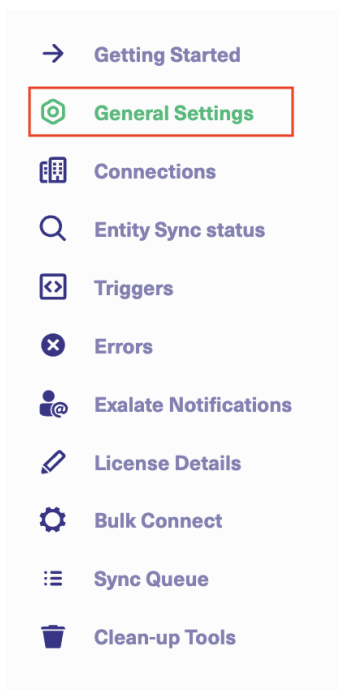 Getting Started
General Settings
Connections
Entity Sync status
Triggers
Errors
Exalate Notifications
License Details
Bulk Connect
Sync Queue
Clean-up Tools